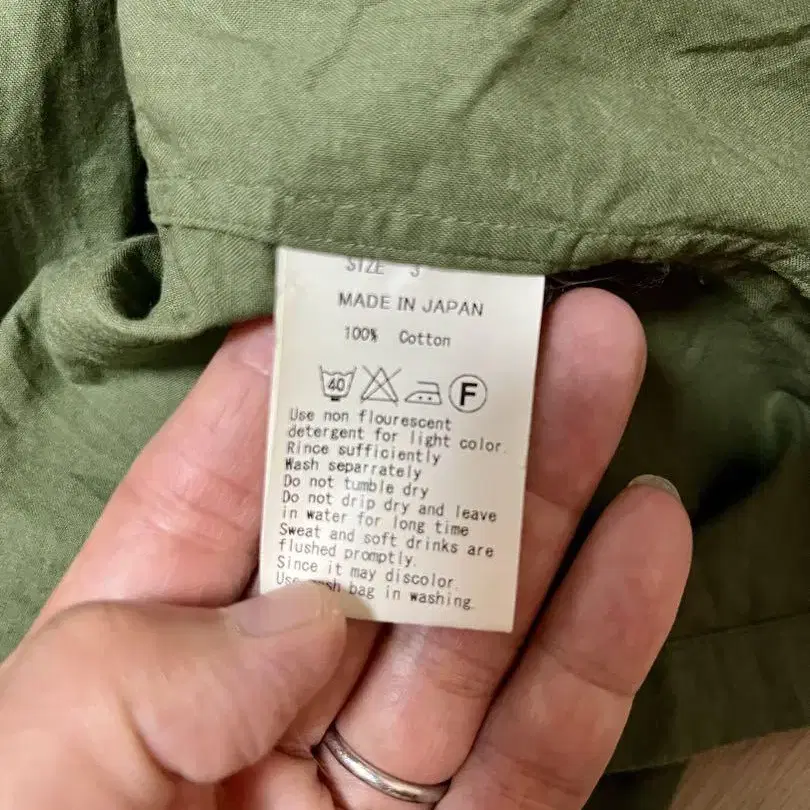 SIZE 3
MADE IN JAPAN
100% Cotton
40 F
Use non flourescent
detergent for light color.
Rince sufficiently
Wash seperrately
Do not tumble dry
Do not drip dry and leave
in water for long time
Sweat and soft drinks are
flushed promptly.
Since it may discolor.
Use bag in washing.